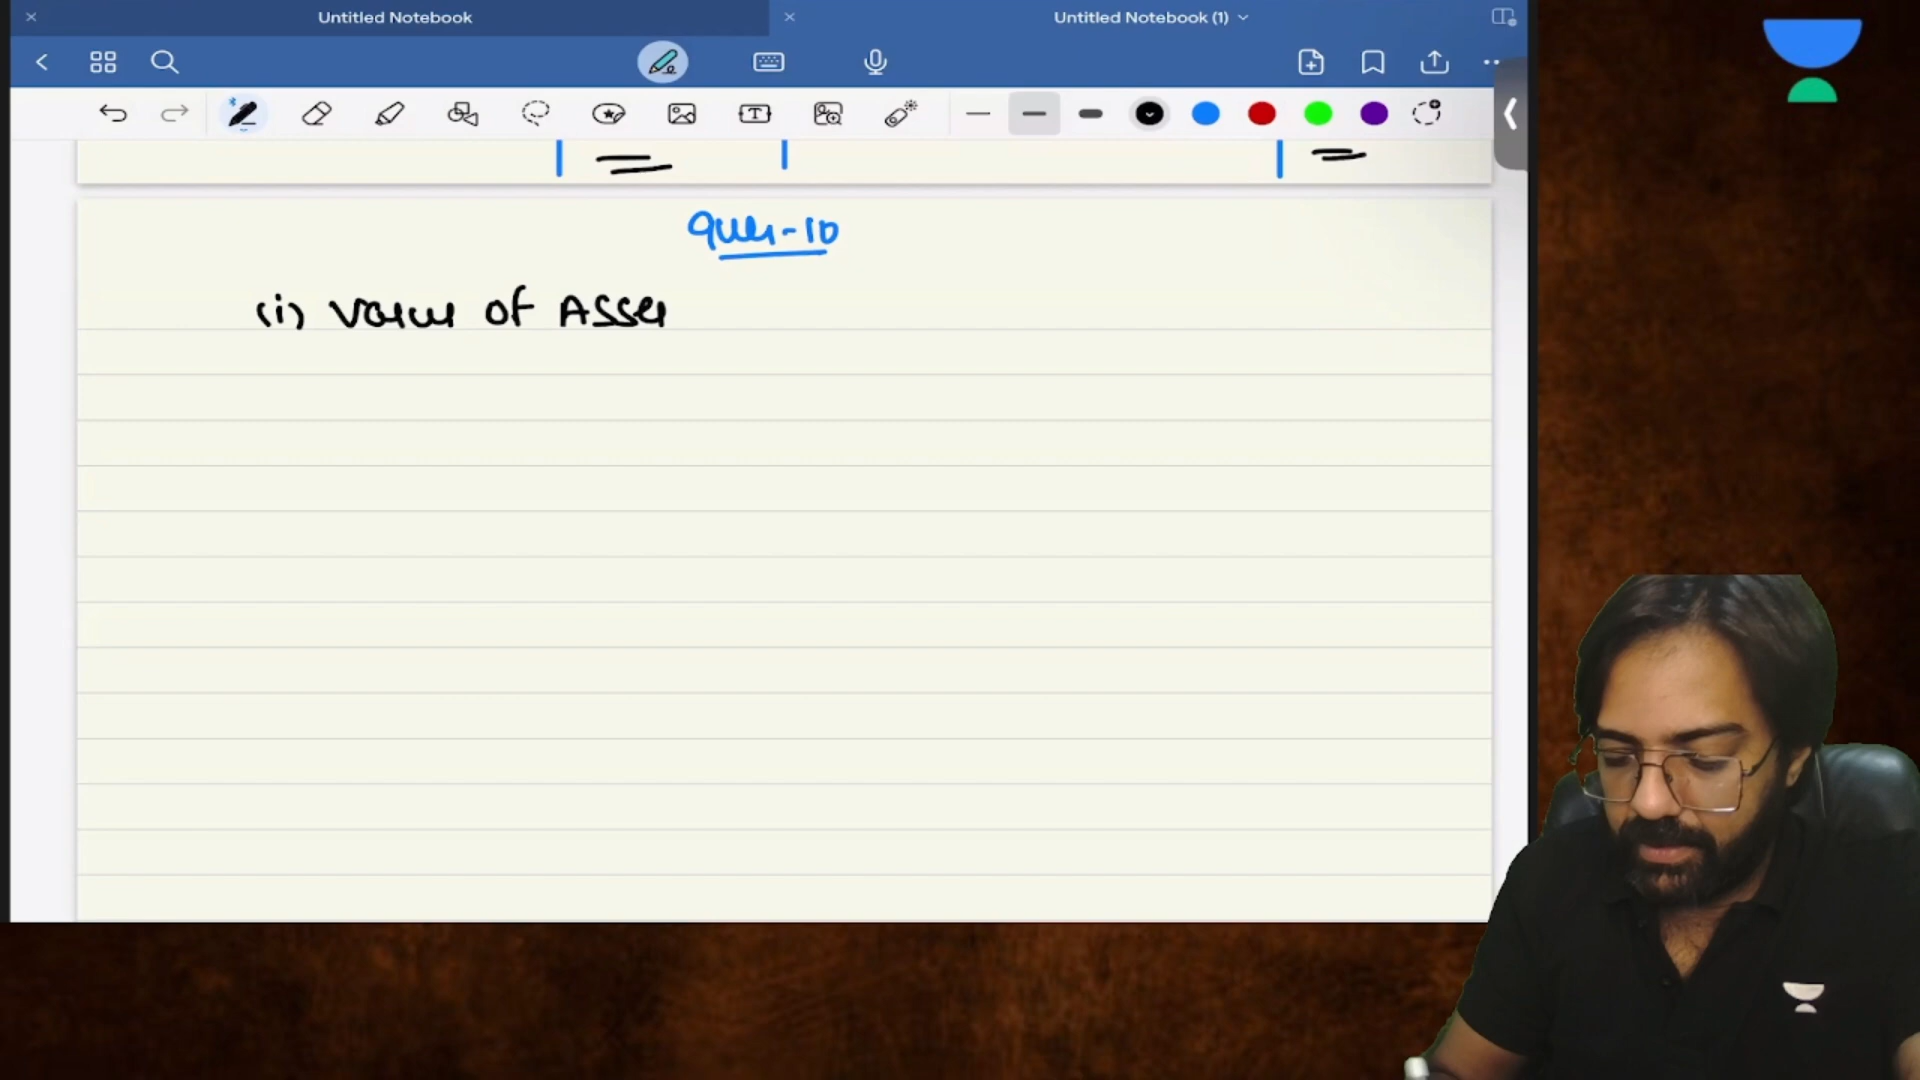 Untitled Notebook
Untitled Notebook (1)
Ques-10
(i) Value of Asset